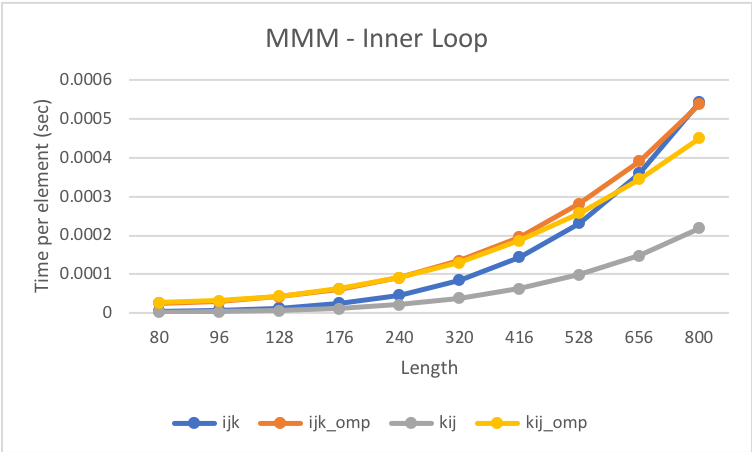 MMM - Inner Loop
0.0006
0.0005
0.0004
0.0003
0.0002
0.0001
0
Time per element (sec)
80 96 128 176 240 320 416 528 656 800
Length
ijk ijk_omp kij kij_omp